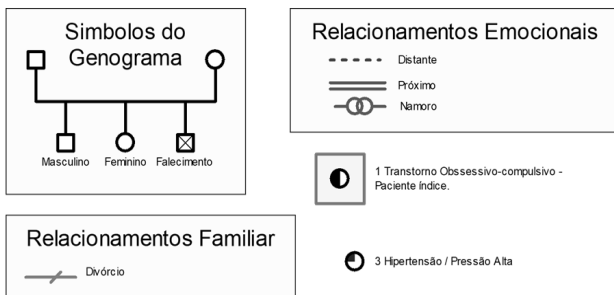 Simbolos do
Genograma
Masculino Feminino Falecimento
Relacionamentos Emocionais
Distante
Próximo
Namoro
1 Transtorno Obssessivo-compulsivo -
Paciente índice.
Relacionamentos Familiar
Divórcio
3 Hipertensão / Pressão Alta